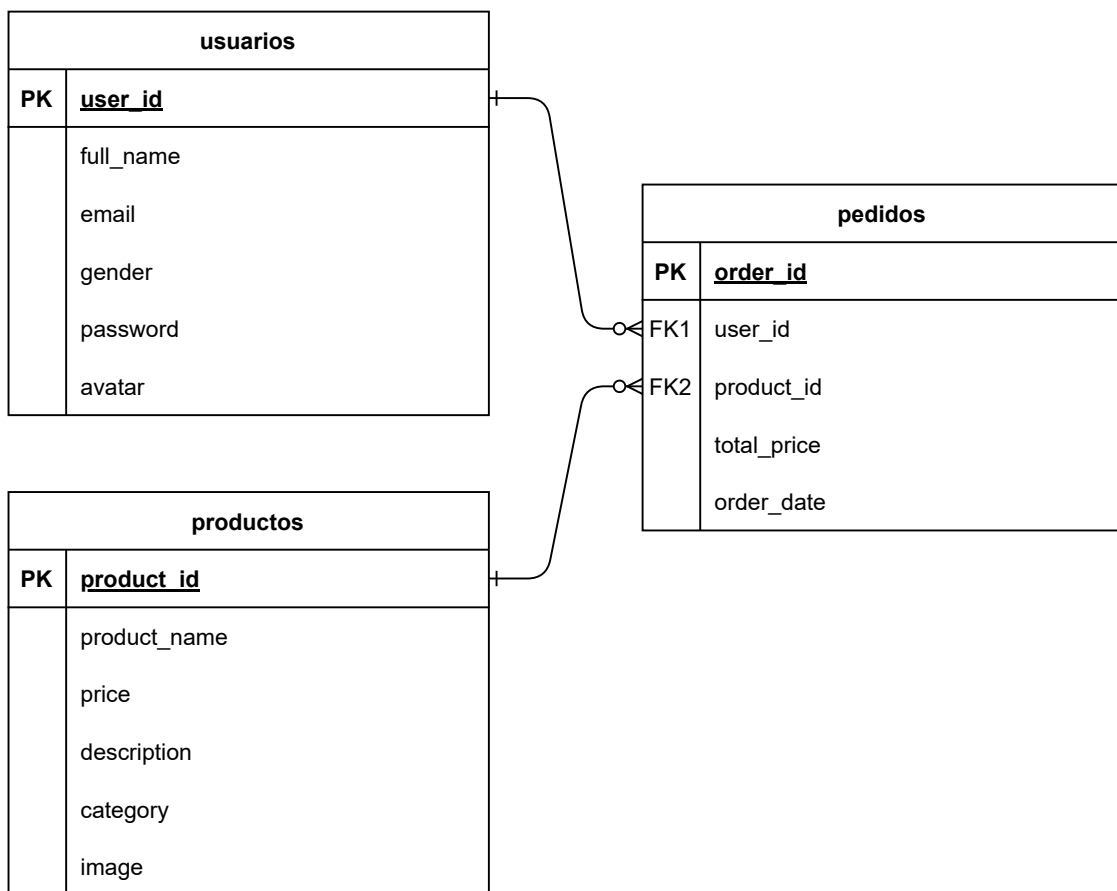 usuarios
PK user_id
full_name
email
gender
password
avatar
pedidos
PK order_id
FK1 user_id
FK2 product_id
total_price
order_date
productos
PK product_id
product_name
price
description
category
image